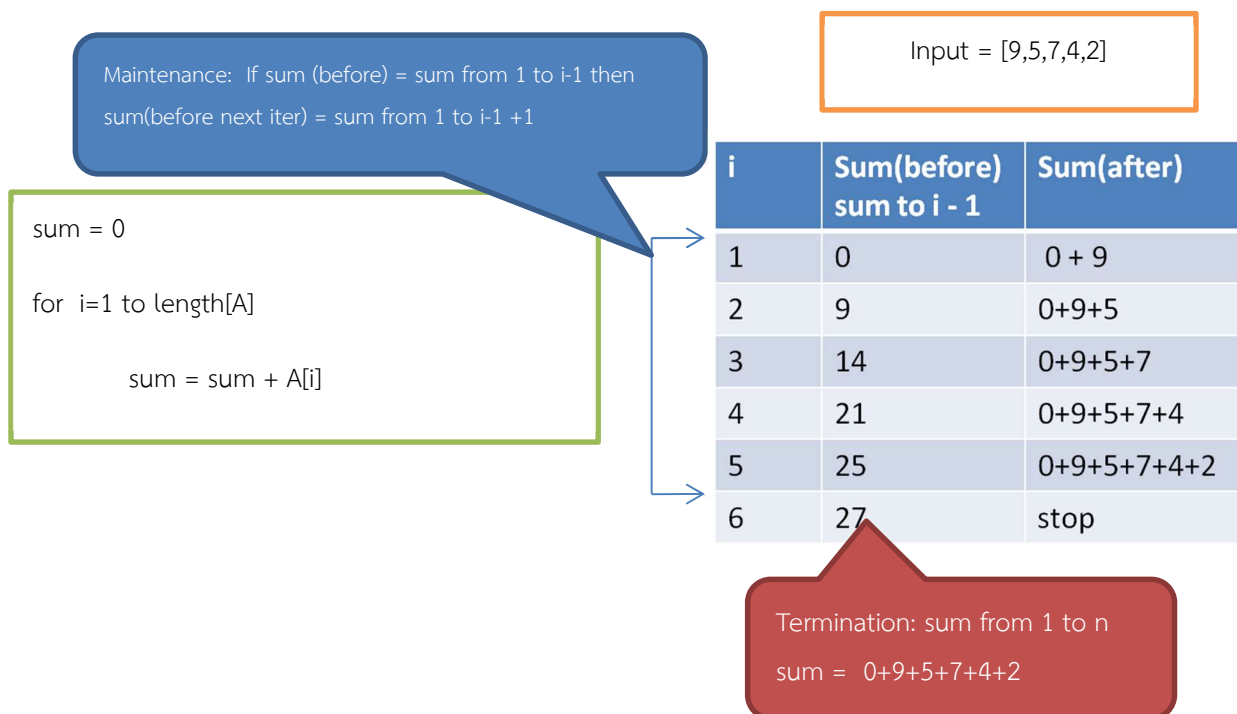 Input = [9,5,7,4,2]
Maintenance: If sum (before) = sum from 1 to i-1 then
sum(before next iter) = sum from 1 to i-1 +1
sum = 0
for i=1 to length[A]
sum = sum + A[i]
i Sum(before) Sum(after)
sum to i - 1
1 0 0 + 9
2 9 0+9+5
3 14 0+9+5+7
4 21 0+9+5+7+4
5 25 0+9+5+7+4+2
6 27 stop
Termination: sum from 1 to n
sum = 0+9+5+7+4+2